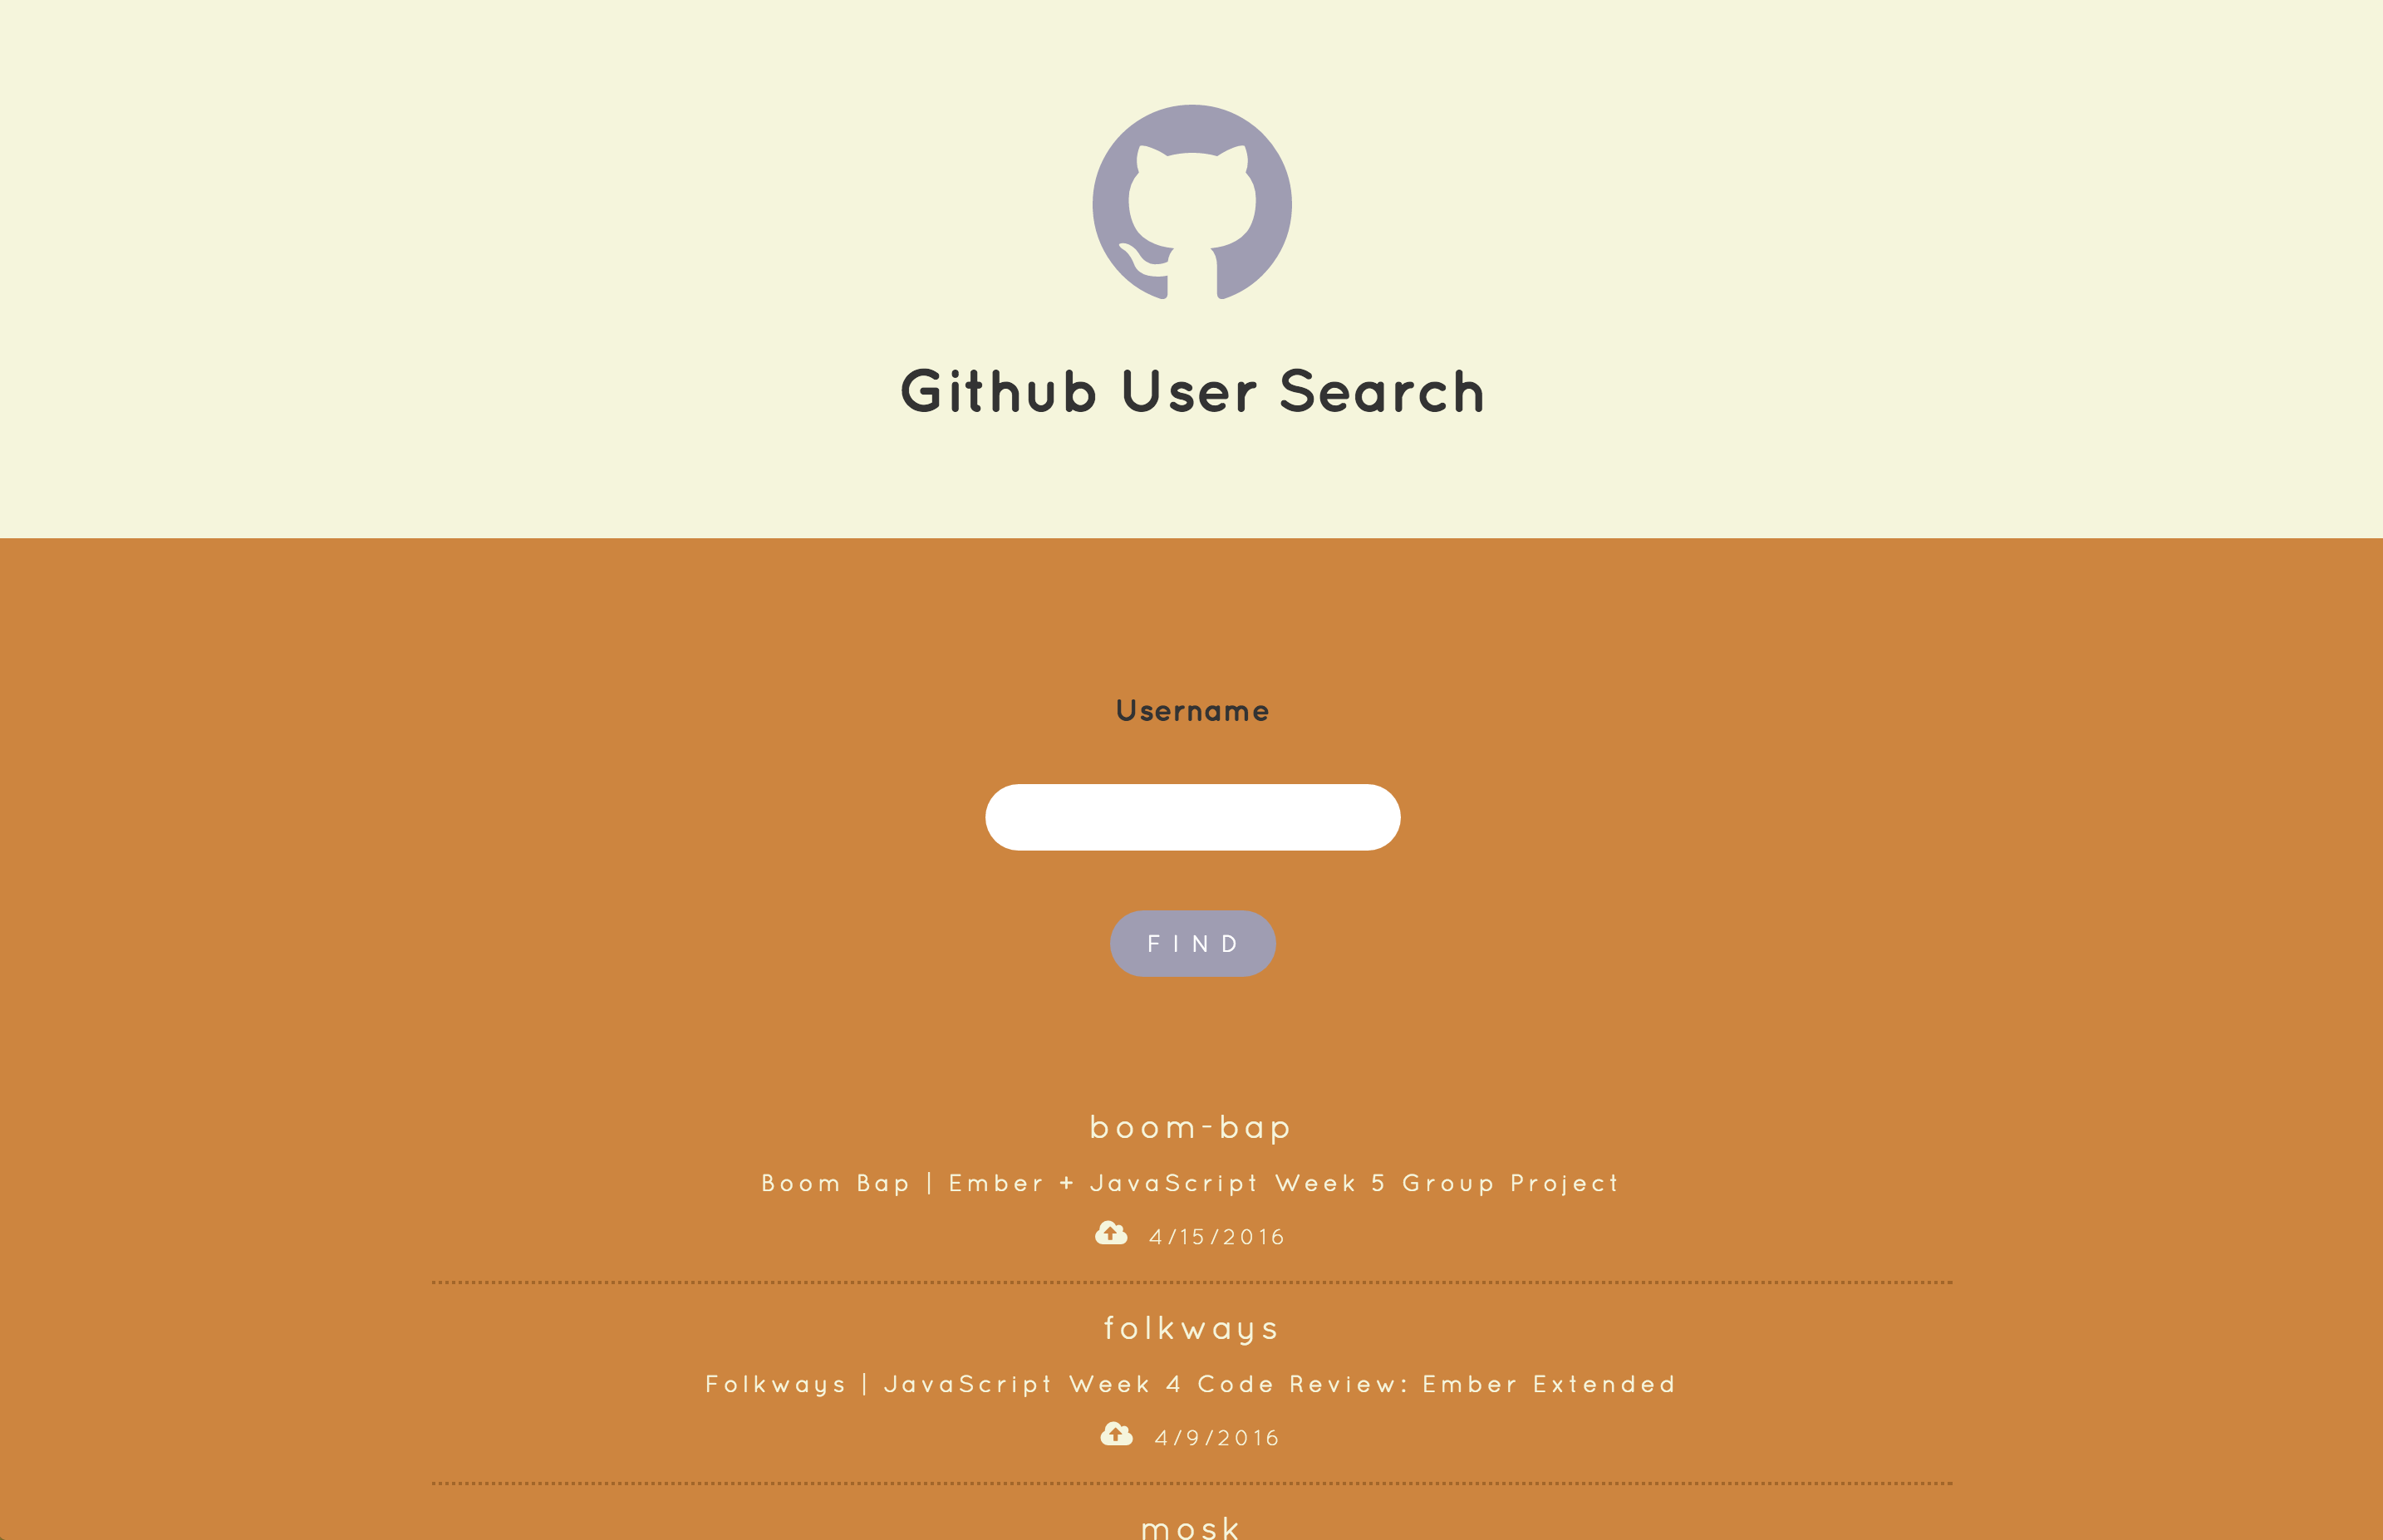 Github User Search
Username
FIND
boom-bap
Boom Bap | Ember + JavaScript Week 5 Group Project
4/15/2016
folkways
Folkways | JavaScript Week 4 Code Review: Ember Extended
4/9/2016
mosk